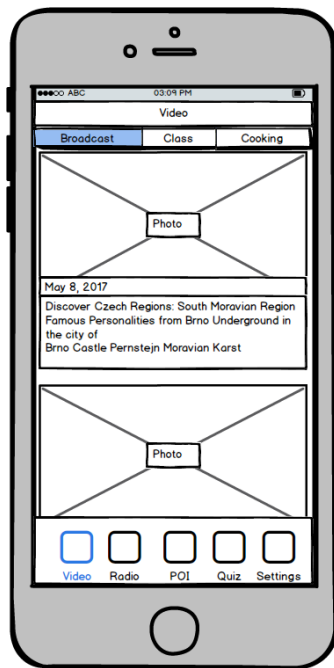 ABC 03:09 PM
Video
Broadcast Class Cooking
Photo
May 8, 2017
Discover Czech Regions: South Moravian Region
Famous Personalities from Brno Underground in
the city of
Brno Castle Pernstejn Moravian Karst
Photo
Video Radio POI Quiz Settings